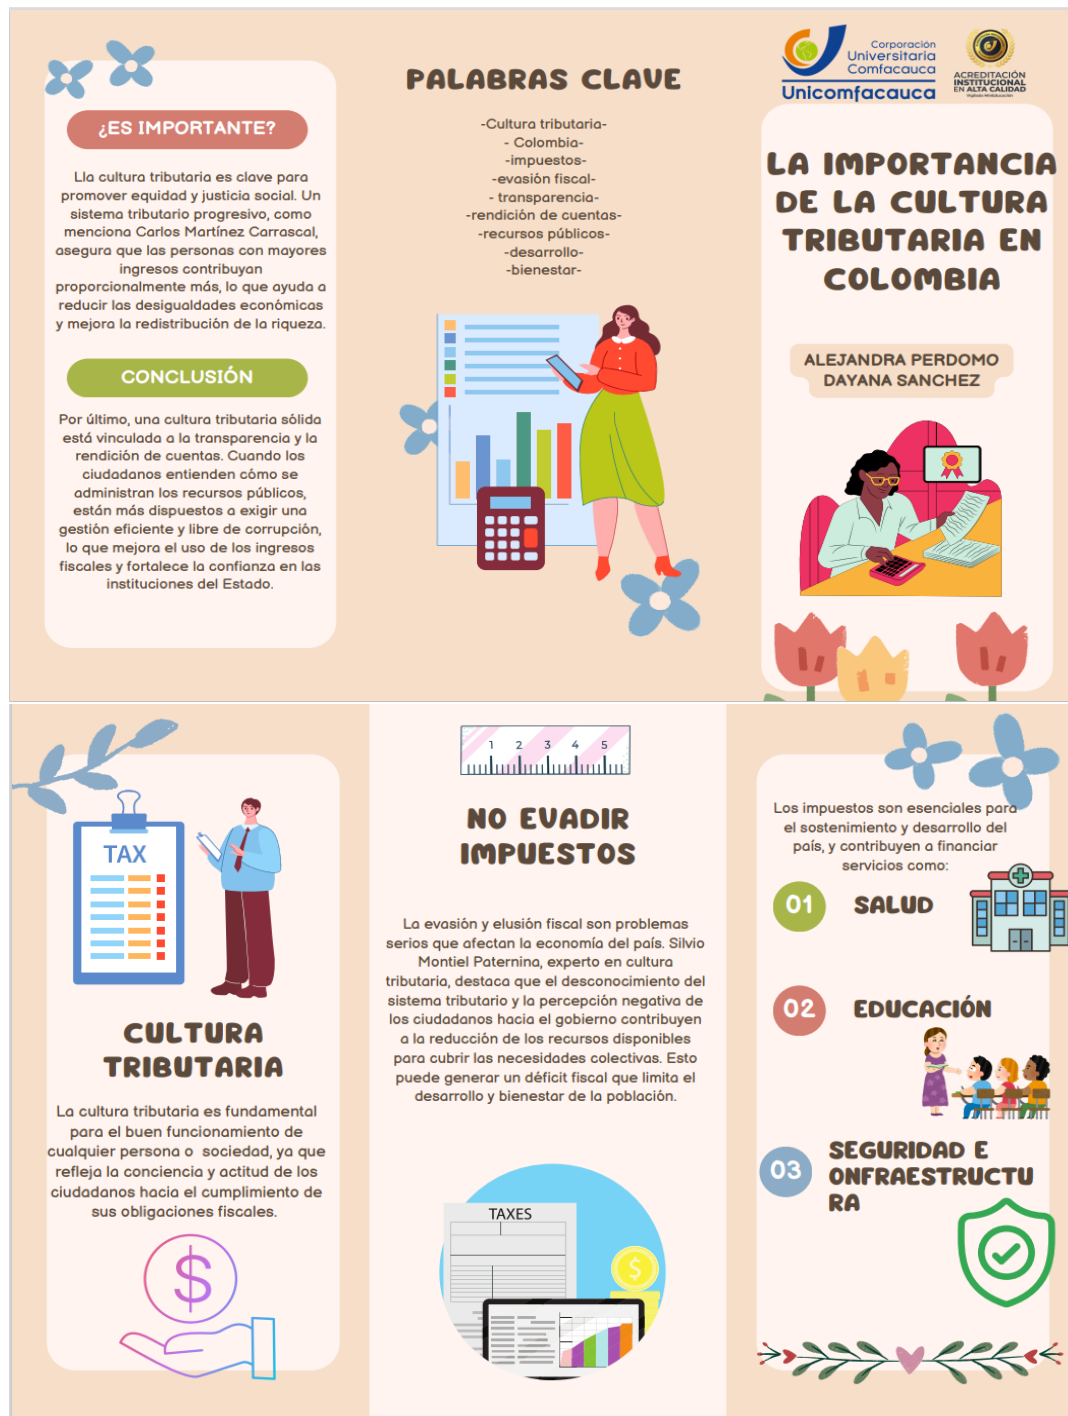 ¿ES IMPORTANTE?
Lla cultura tributaria es clave para
promover equidad y justicia social. Un
sistema tributario progresivo, como
menciona Carlos Martínez Carrascal,
asegura que las personas con mayores
ingresos contribuyan
proporcionalmente más, lo que ayuda a
reducir las desigualdades económicas
y mejora la redistribución de la riqueza.
CONCLUSIÓN
Por último, una cultura tributaria sólida
está vinculada a la transparencia y la
rendición de cuentas. Cuando los
ciudadanos entienden cómo se
administran los recursos públicos,
están más dispuestos a exigir una
gestión eficiente y libre de corrupción,
lo que mejora el uso de los ingresos
fiscales y fortalece la confianza en las
instituciones del Estado.
PALABRAS CLAVE
-Cultura tributaria-
- Colombia-
-impuestos-
-evasión fiscal-
- transparencia-
-rendición de cuentas-
-recursos públicos-
-desarrollo-
-bienestar-
Corporación
Universitaria
Comfacauca
Unicomfacauca
ACREDITACIÓN
INSTITUCIONAL
EN ALTA CALIDAD
LA IMPORTANCIA
DE LA CULTURA
TRIBUTARIA EN
COLOMBIA
ALEJANDRA PERDOMO
DAYANA SANCHEZ
TAX
CULTURA
TRIBUTARIA
La cultura tributaria es fundamental
para el buen funcionamiento de
cualquier persona o sociedad, ya que
refleja la conciencia y actitud de los
ciudadanos hacia el cumplimiento de
sus obligaciones fiscales.
$
1 2 3 4 5
NO EVADIR
IMPUESTOS
La evasión y elusión fiscal son problemas
serios que afectan la economía del país. Silvio
Montiel Paternina, experto en cultura
tributaria, destaca que el desconocimiento del
sistema tributario y la percepción negativa de
los ciudadanos hacia el gobierno contribuyen
a la reducción de los recursos disponibles
para cubrir las necesidades colectivas. Esto
puede generar un déficit fiscal que limita el
desarrollo y bienestar de la población.
TAXES
$
Los impuestos son esenciales para
el sostenimiento y desarrollo del
país, y contribuyen a financiar
servicios como:
01 SALUD
02 EDUCACIÓN
03 SEGURIDAD E
ONFRAESTRUCTU
RA